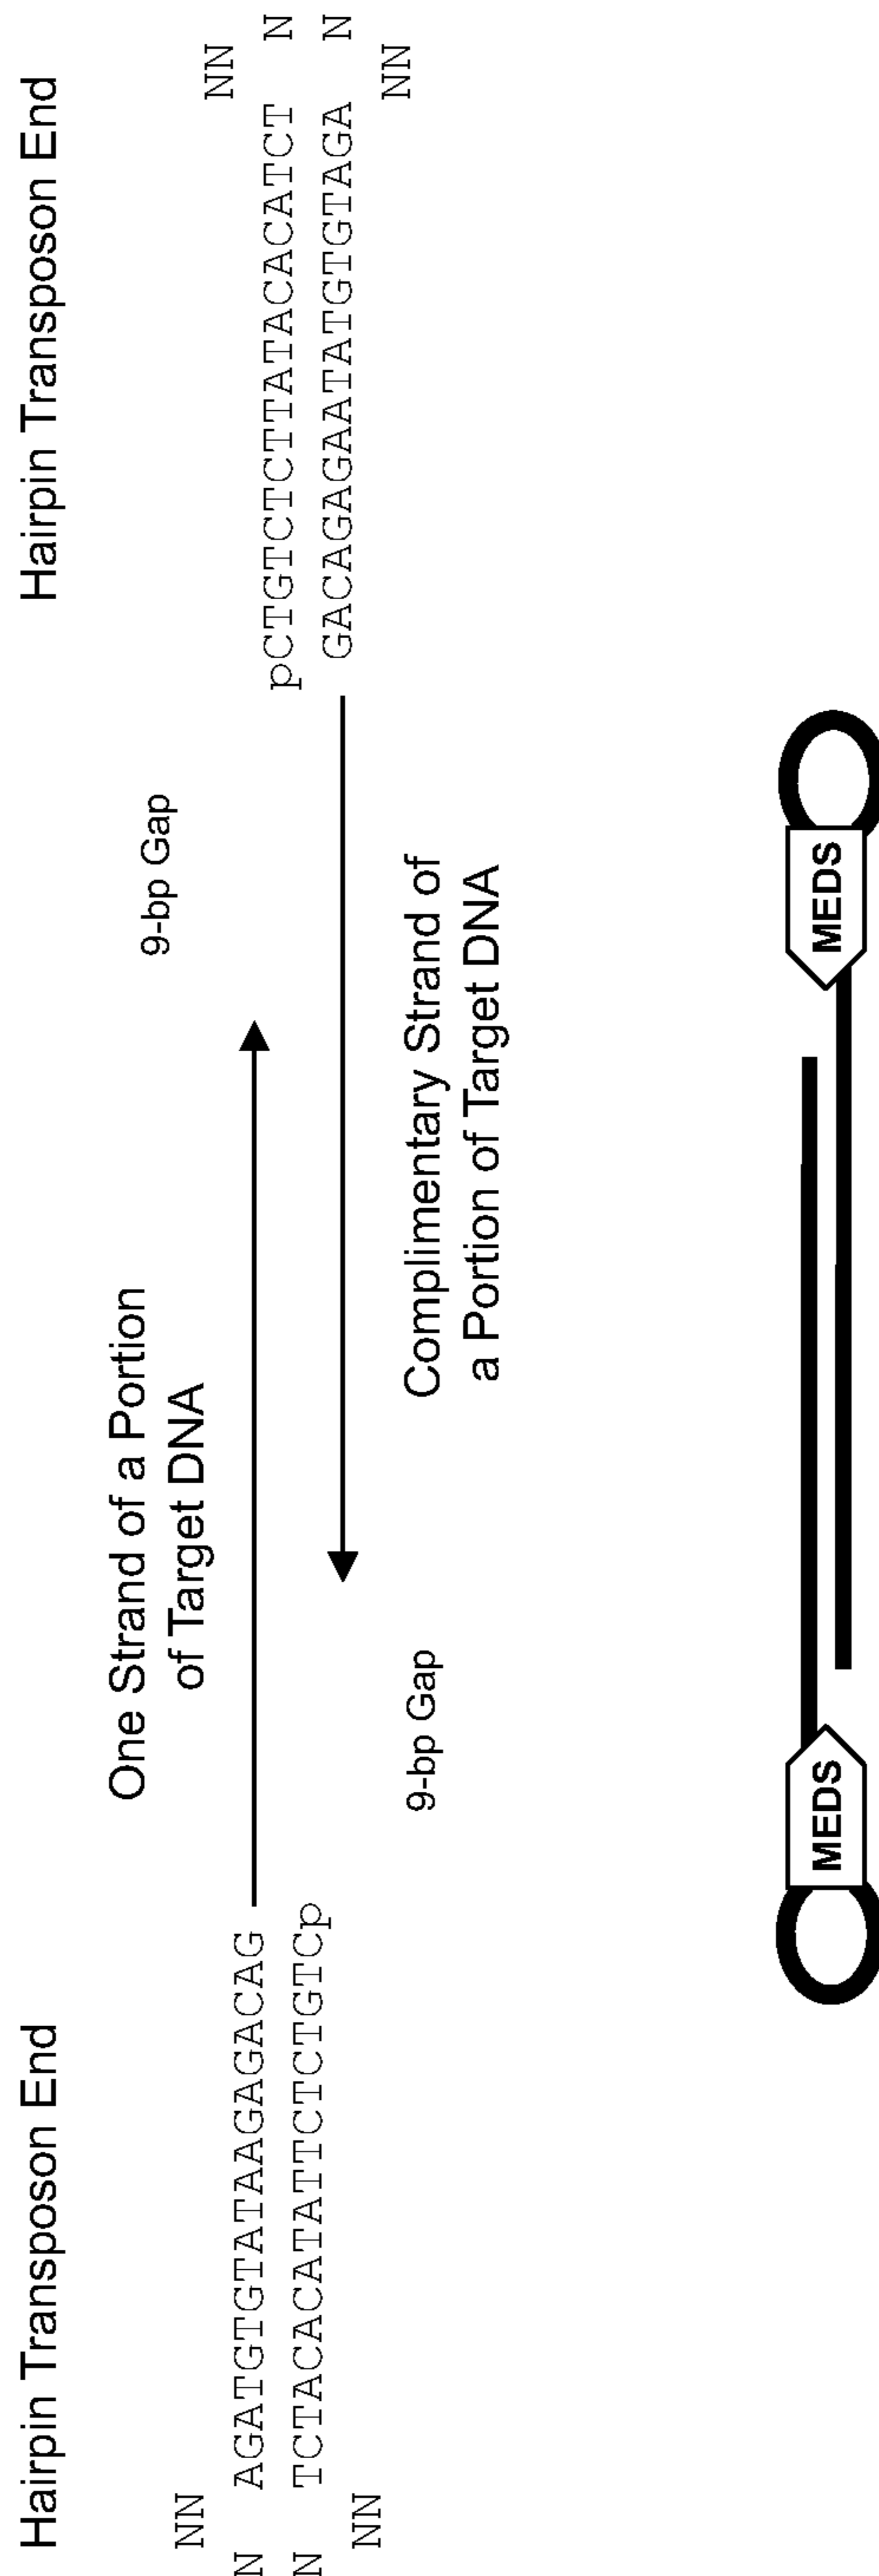 Hairpin Transposon End
Hairpin Transposon End
One Strand of a Portion
of Target DNA
9-bp Gap
NN
NN
N AGATGTGTATAAGAGACAG
pCTGTCTCTTATACACATCT N
N TCTACACATATTCTCTGTCp
GACAGAGAATATGTGTAGA N
NN
NN
9-bp Gap
Complimentary Strand of
a Portion of Target DNA
MEDS
MEDS